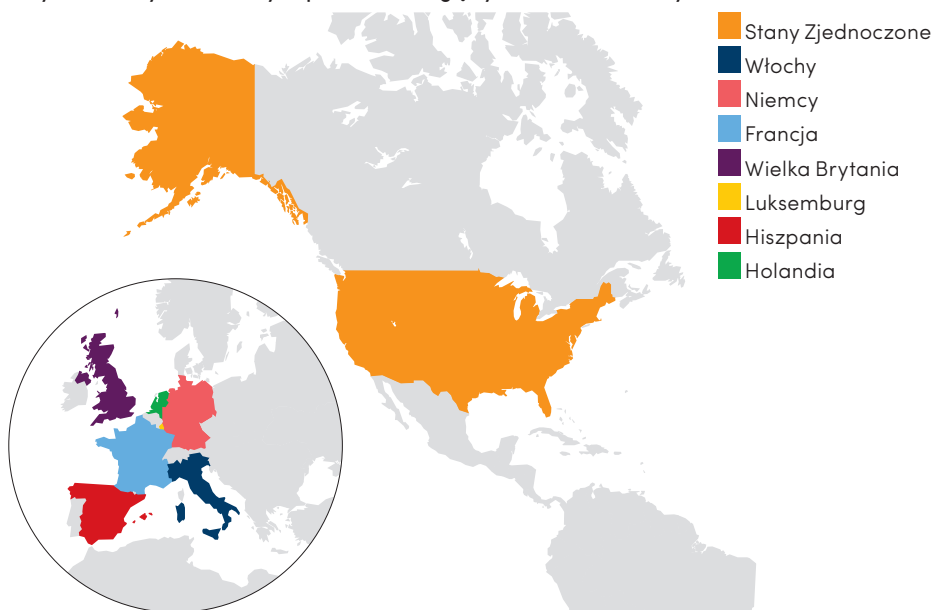 Stany Zjednoczone
Włochy
Niemcy
Francja
Wielka Brytania
Luksemburg
Hiszpania
Holandia